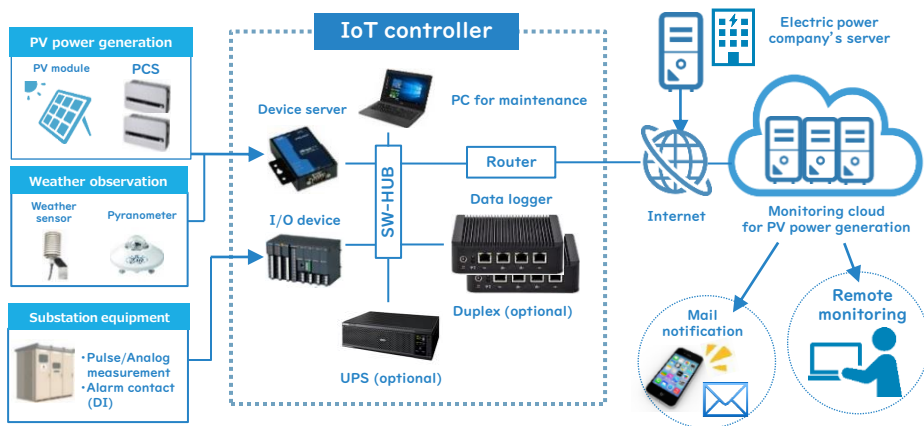 IoT controller
PV power generation
PV module
PCS
Weather observation
Weather
sensor
Pyranometer
Substation equipment
・Pulse/Analog
measurement
・Alarm contact
(DI)
Device server
PC for maintenance
I/O device
SW-HUB
Router
Data logger
Duplex (optional)
UPS (optional)
Electric power
company's server
Internet
Monitoring cloud
for PV power generation
Mail
notification
Remote
monitoring